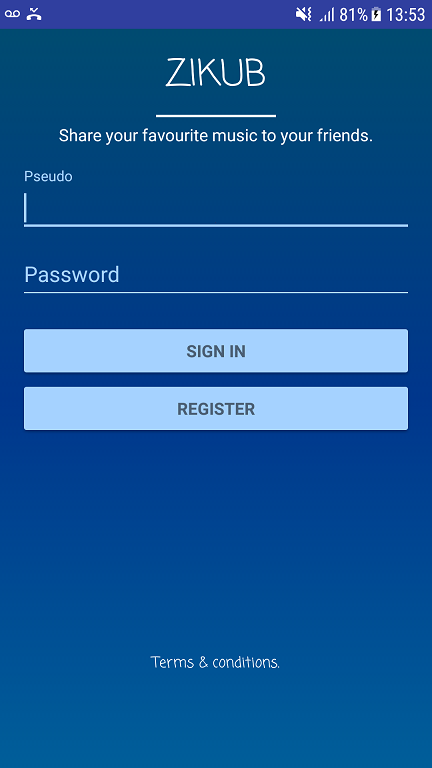 81% 13:53
ZIKUB
Share your favourite music to your friends.
Pseudo
Password
SIGN IN
REGISTER
Terms & conditions.